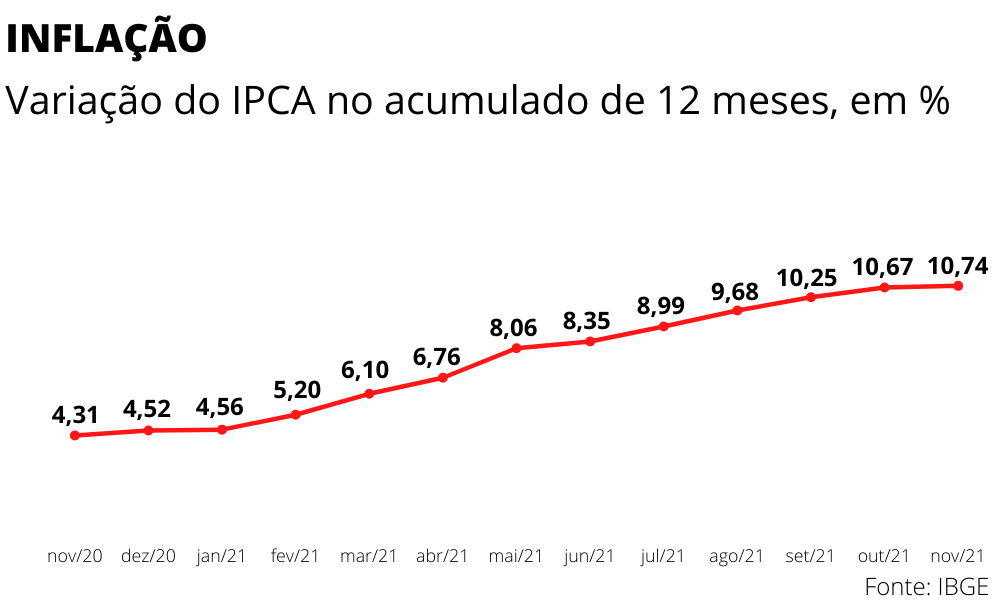 INFLAÇÃO
Variação do IPCA no acumulado de 12 meses, em %
4,31 4,52 4,56 5,20 6,10 6,76 8,06 8,35 8,99 9,68 10,25 10,67 10,74
nov/20 dez/20 jan/21 fev/21 mar/21 abr/21 mai/21 jun/21 jul/21 ago/21 set/21 out/21 nov/21
Fonte: IBGE